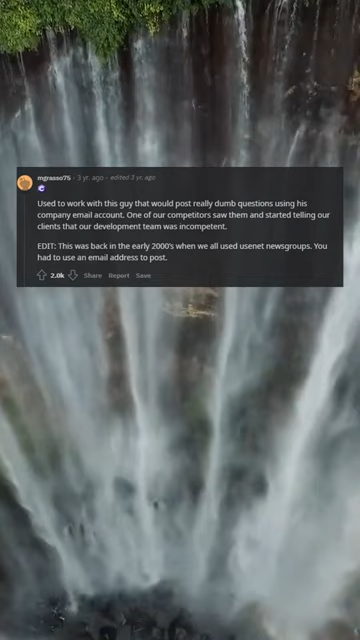 mgrasso75 · 3 yr. ago · edited 3 yr. ago
Used to work with this guy that would post really dumb questions using his
company email account. One of our competitors saw them and started telling our
clients that our development team was incompetent.
EDIT: This was back in the early 2000's when we all used usenet newsgroups. You
had to use an email address to post.
2.0k Share Report Save